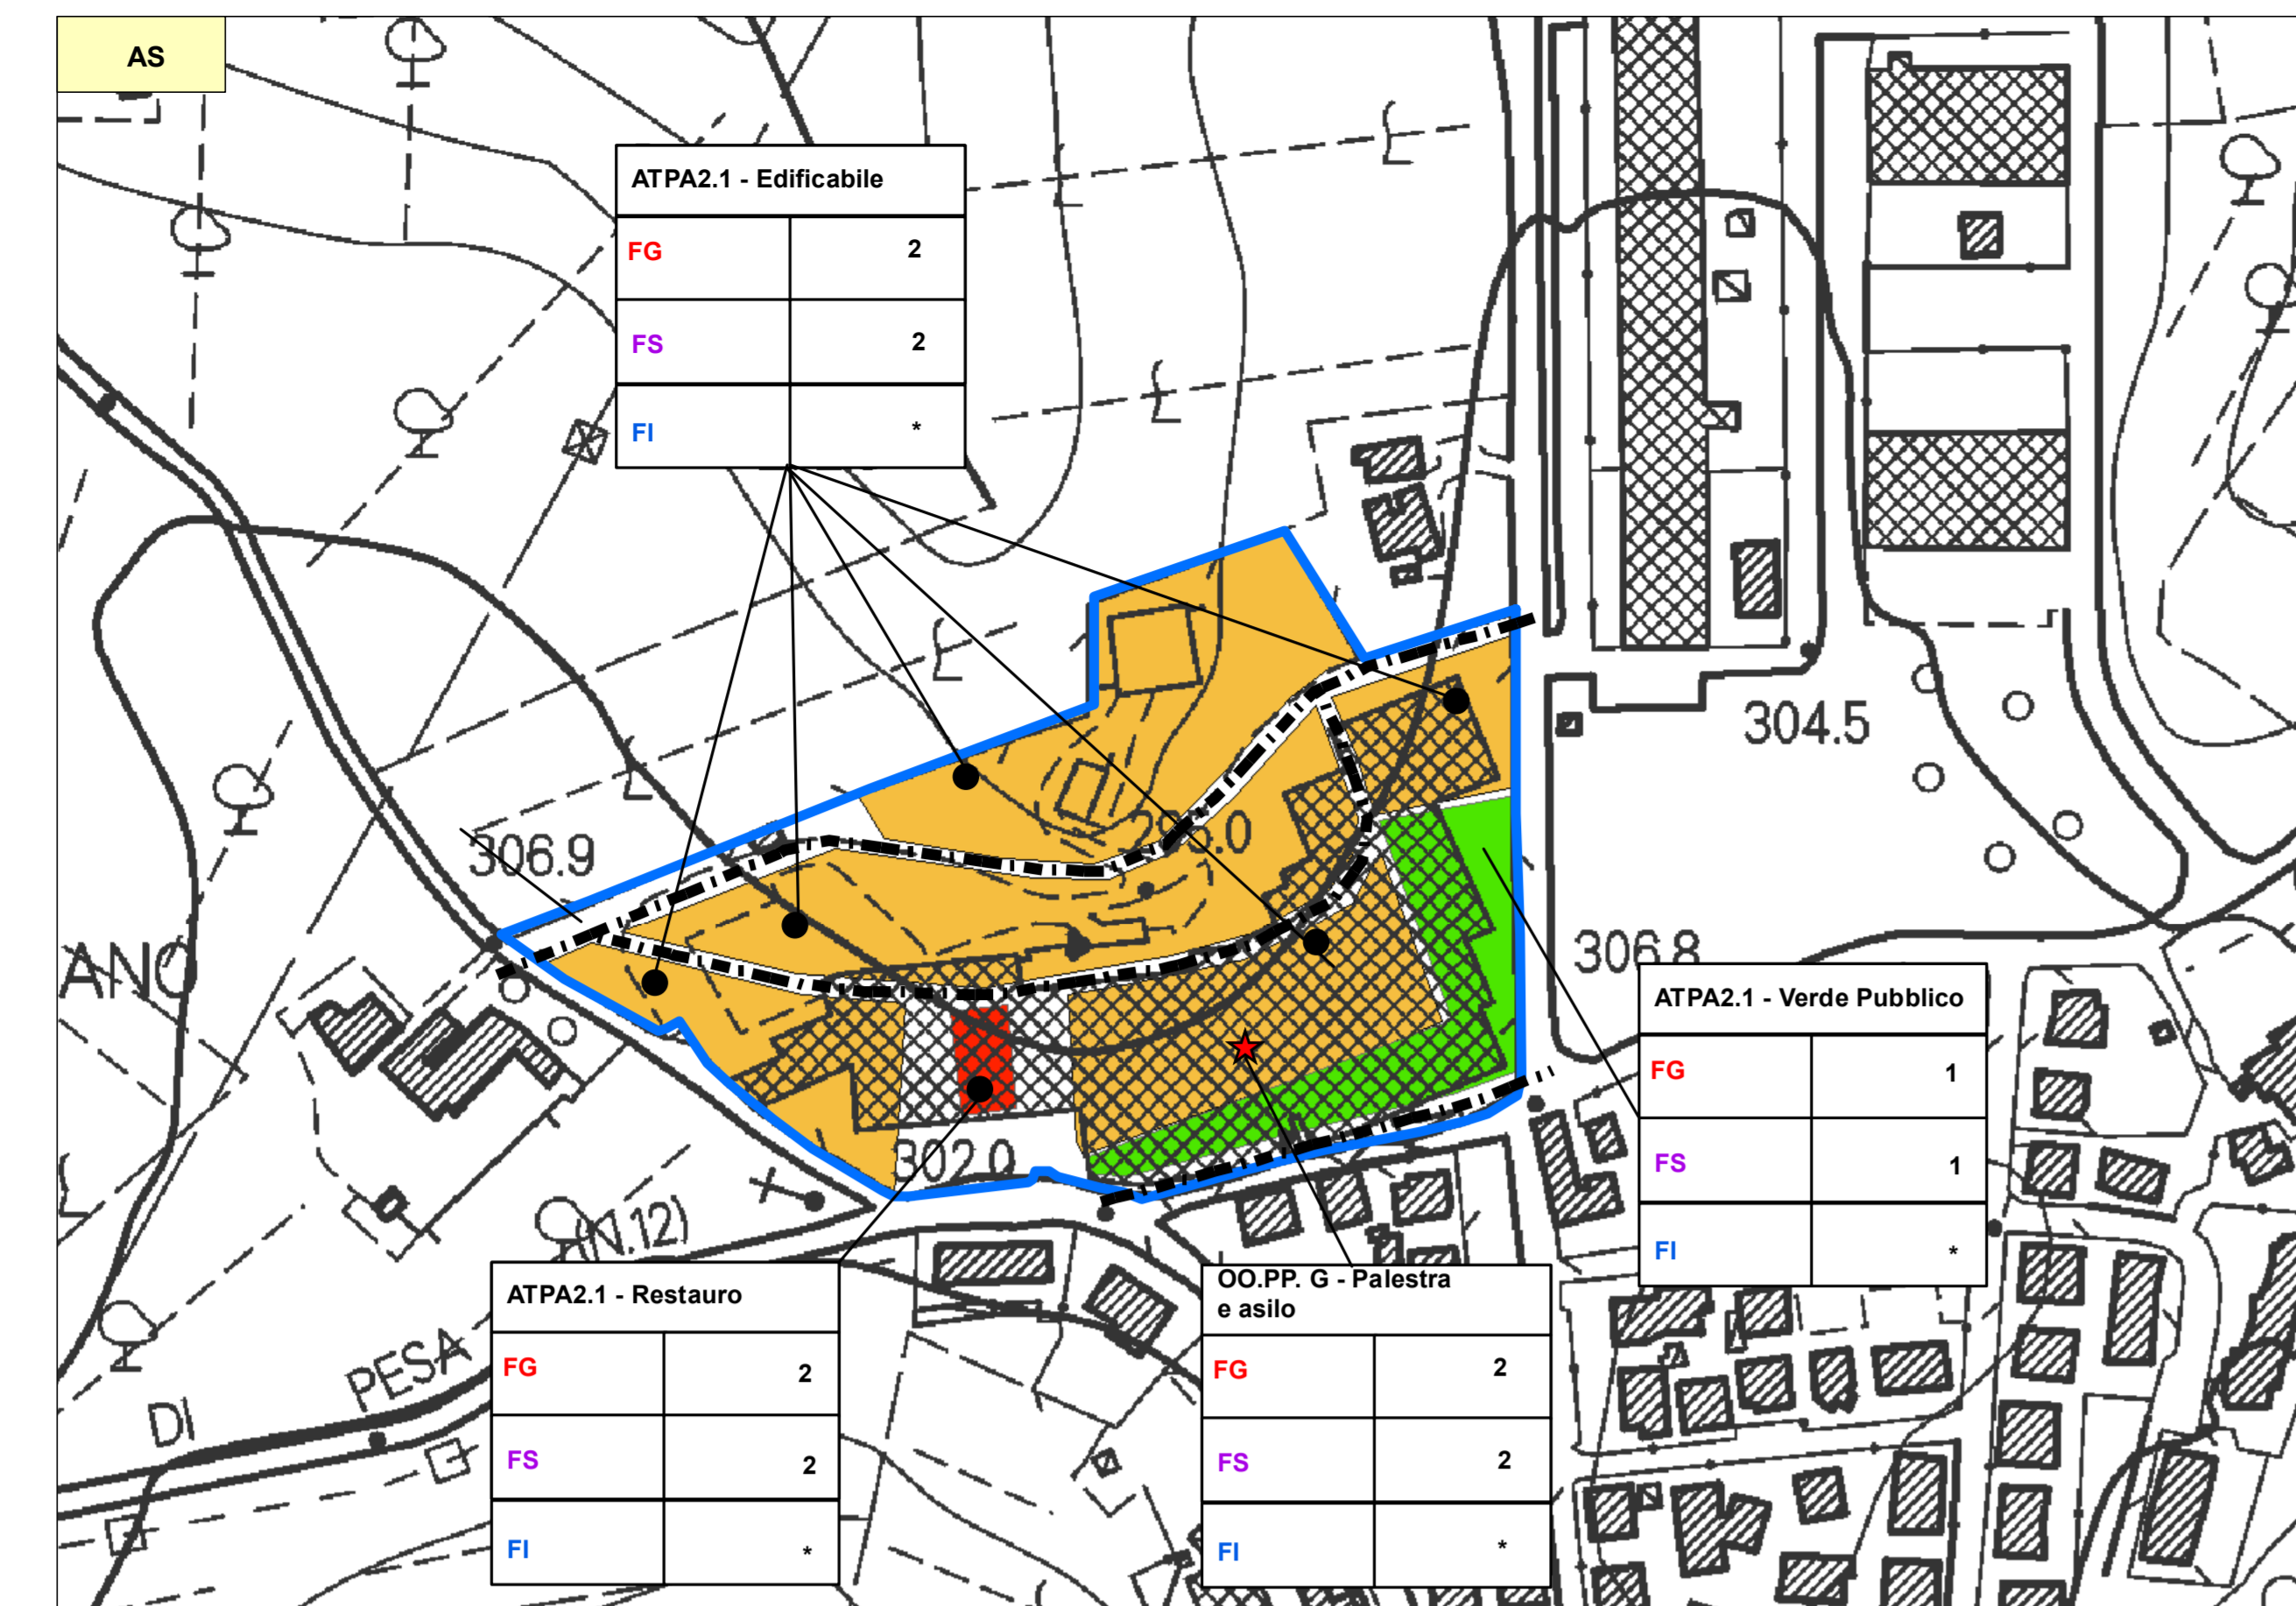 AS
ATPA2.1 - Edificabile
FG 2
FS 2
FI *
304.5
306.9
ANO
306.8
ATPA2.1 - Verde Pubblico
FG 1
FS 1
FI *
302.0
(N.12)
ATPA2.1 - Restauro
FG 2
FS 2
FI *
OO.PP. G - Palestra
e asilo
FG 2
FS 2
FI *
DI PESA